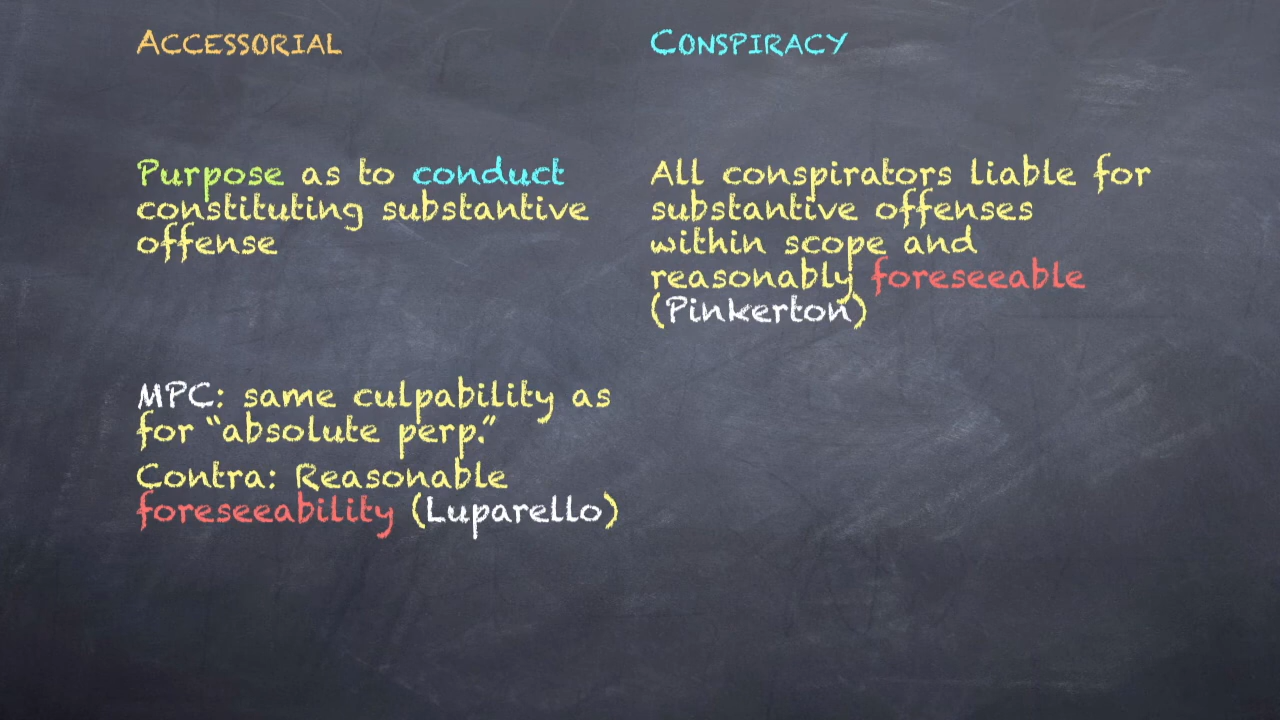 ACCESSORIAL
Purpose as to conduct
constituting substantive
offense
MPC: same culpability as
for “absolute perp.”
Contra: Reasonable
foreseeability (Luparello)
CONSPIRACY
All conspirators liable for
substantive offenses
within scope and
reasonably foreseeable
(Pinkerton)